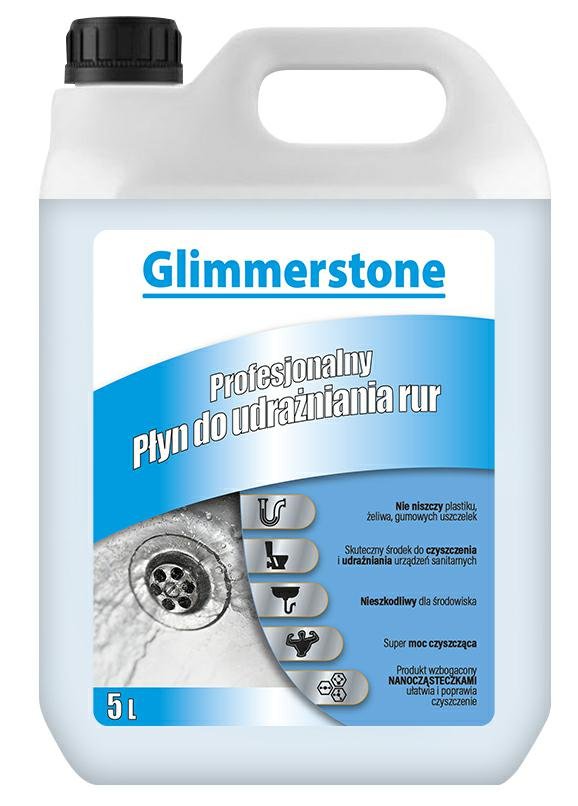 Glimmerstone
Profesjonalny
Płyn do udrażniania rur
Nie niszczy plastiku,
żeliwa, gumowych uszczelek
Skuteczny środek do czyszczenia
i udrażniania urządzeń sanitarnych
Nieszkodliwy dla środowiska
Super moc czyszcząca
Produkt wzbogacony
NANOCZĄSTECZKAMI
ułatwia i poprawia
czyszczenie
5 L